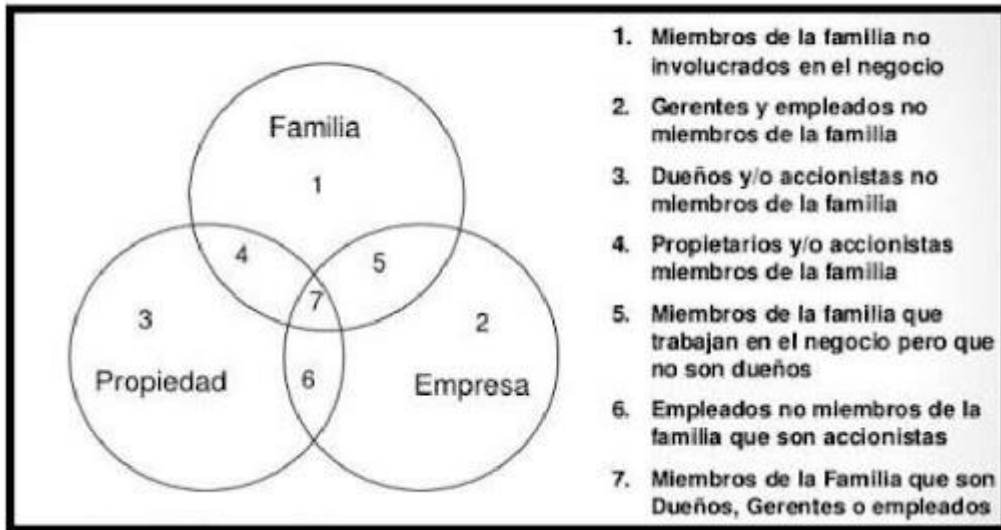 Familia
1
4
5
7
3
2
6
Propiedad
Empresa
1. Miembros de la familia no
involucrados en el negocio
2. Gerentes y empleados no
miembros de la familia
3. Dueños y/o accionistas no
miembros de la familia
4. Propietarios y/o accionistas
miembros de la familia
5. Miembros de la familia que
trabajan en el negocio pero que
no son dueños
6. Empleados no miembros de la
familia que son accionistas
7. Miembros de la Familia que son
Dueños, Gerentes o empleados